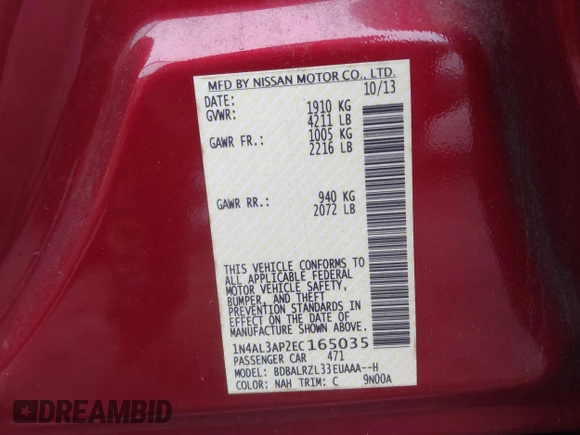 MFD BY NISSAN MOTOR CO., LTD.
DATE: 10/13
GVWR: 1910 KG
4211 LB
GAWR FR.: 1005 KG
2216 LB
GAWR RR.: 940 KG
2072 LB
THIS VEHICLE CONFORMS TO
ALL APPLICABLE FEDERAL
MOTOR VEHICLE SAFETY,
BUMPER, AND THEFT
PREVENTION STANDARDS IN
EFFECT ON THE DATE OF
MANUFACTURE SHOWN ABOVE.
1N4AL3AP2EC165035
PASSENGER CAR 471
MODEL: BDBALRZL33EUAAA--H
COLOR: NAH TRIM: C 9N00A
DREAMBID